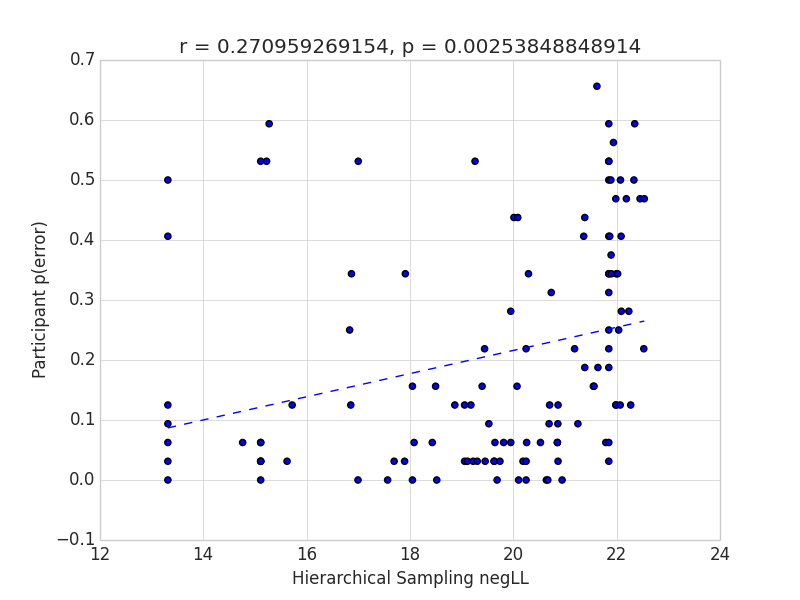 r = 0.270959269154, p = 0.00253848848914
0.7
0.6
0.5
0.4
0.3
0.2
0.1
0.0
−0.1
Participant p(error)
12 14 16 18 20 22 24
Hierarchical Sampling negLL